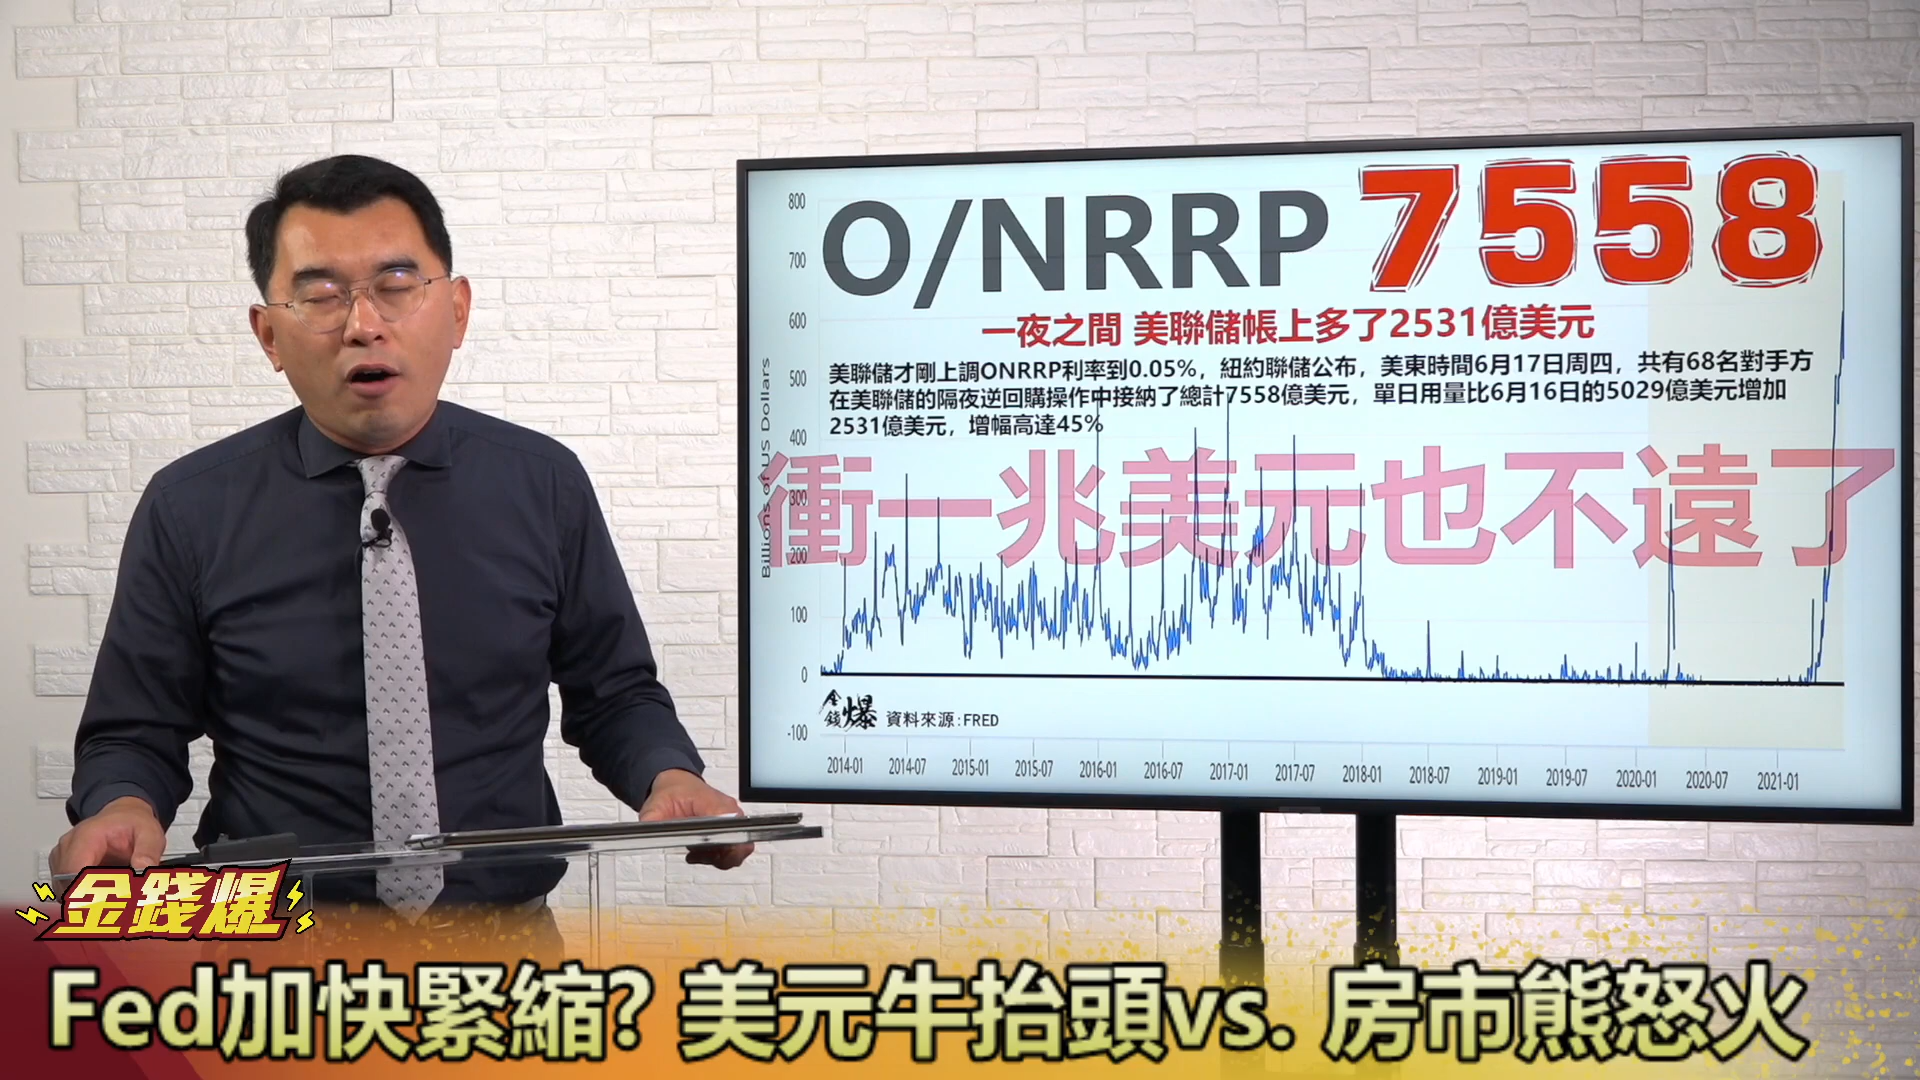 O/NRRP 7558
一夜之間 美聯儲帳上多了2531億美元
美聯儲才剛上調ONRRP利率到0.05%，紐約聯儲公布，美東時間6月17日周四，共有68名對手方
在美聯儲的隔夜逆回購操作中接納了總計7558億美元，單日用量比6月16日的5029億美元增加
2531億美元，增幅高達45%
衝一兆美元也不遠了
Billions of US Dollars
800
700
600
500
400
300
200
100
0
-100
金錢爆 資料來源:FRED
2014-01 2014-07 2015-01 2015-07 2016-01 2016-07 2017-01 2017-07 2018-01 2018-07 2019-01 2019-07 2020-01 2020-07 2021-01
金錢爆
Fed加快緊縮? 美元牛抬頭vs. 房市熊怒火